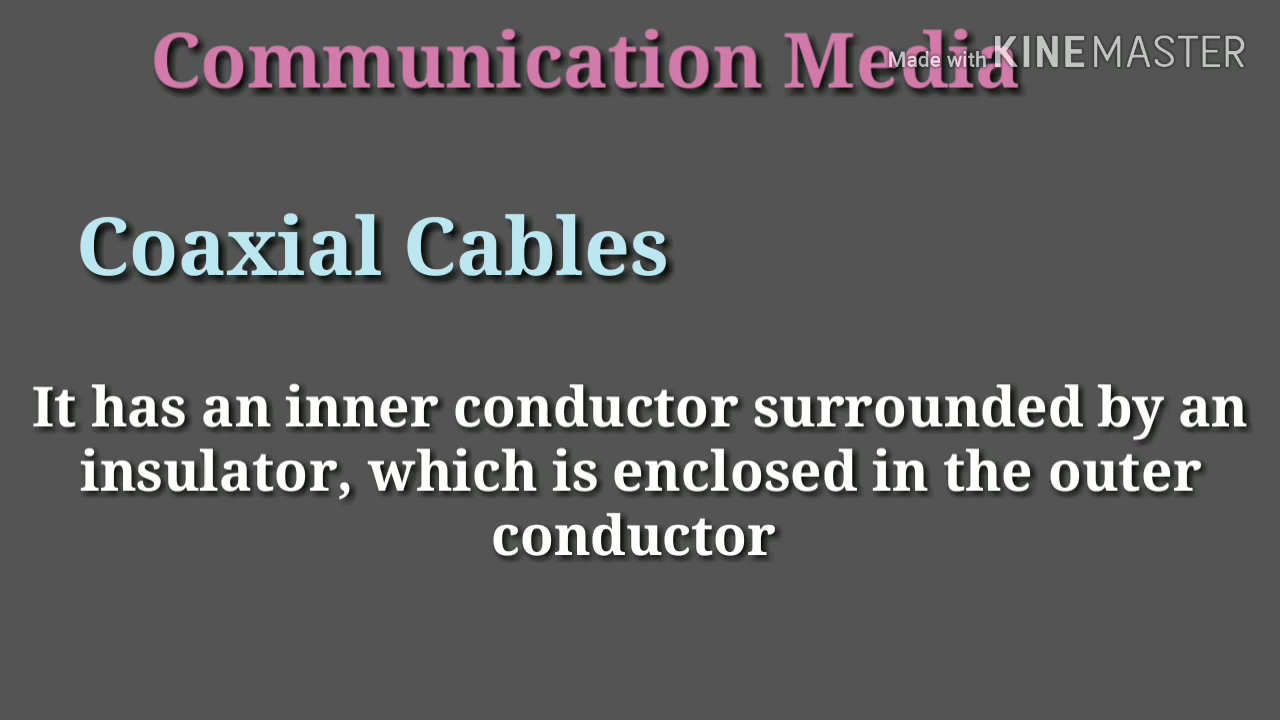 Communication Media
Made with KINEMASTER
Coaxial Cables
It has an inner conductor surrounded by an
insulator, which is enclosed in the outer
conductor